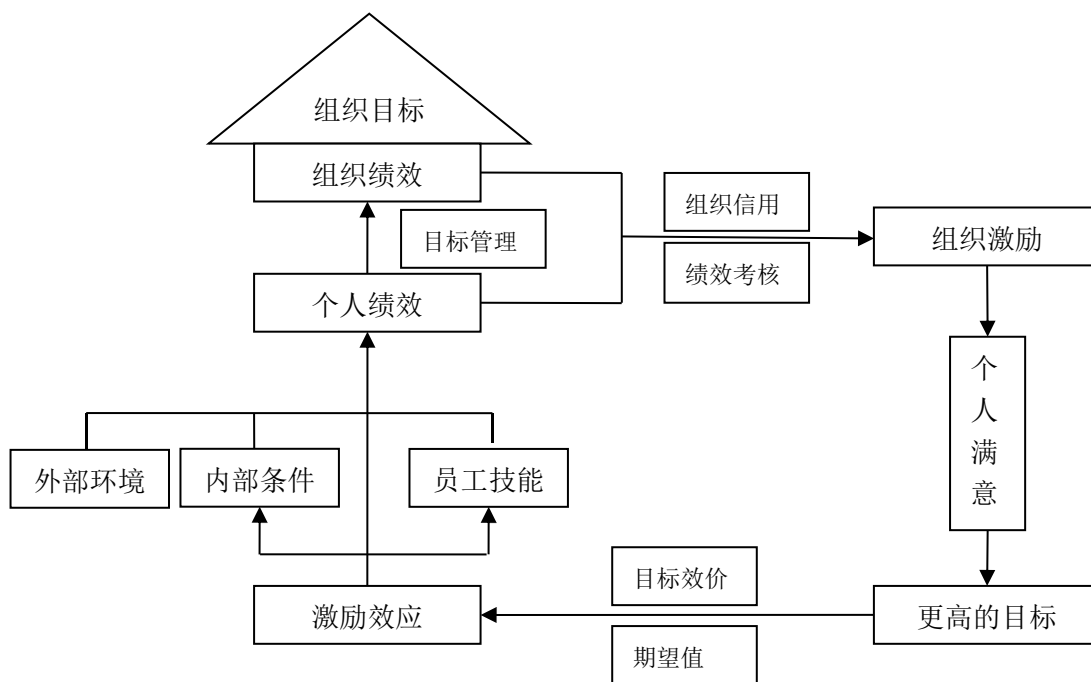 组织目标
组织绩效
组织信用
目标管理
组织激励
绩效考核
个人绩效
个
人
满
意
外部环境
内部条件
员工技能
目标效价
激励效应
更高的目标
期望值